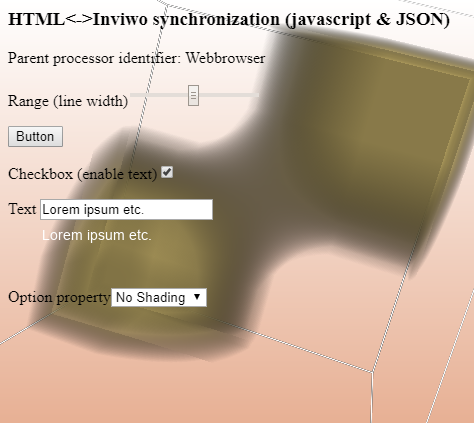 HTML<->Inviwo synchronization (javascript & JSON)
Parent processor identifier: Webbrowser
Range (line width)
Button
Checkbox (enable text)
Text Lorem ipsum etc.
Lorem ipsum etc.
Option property No Shading